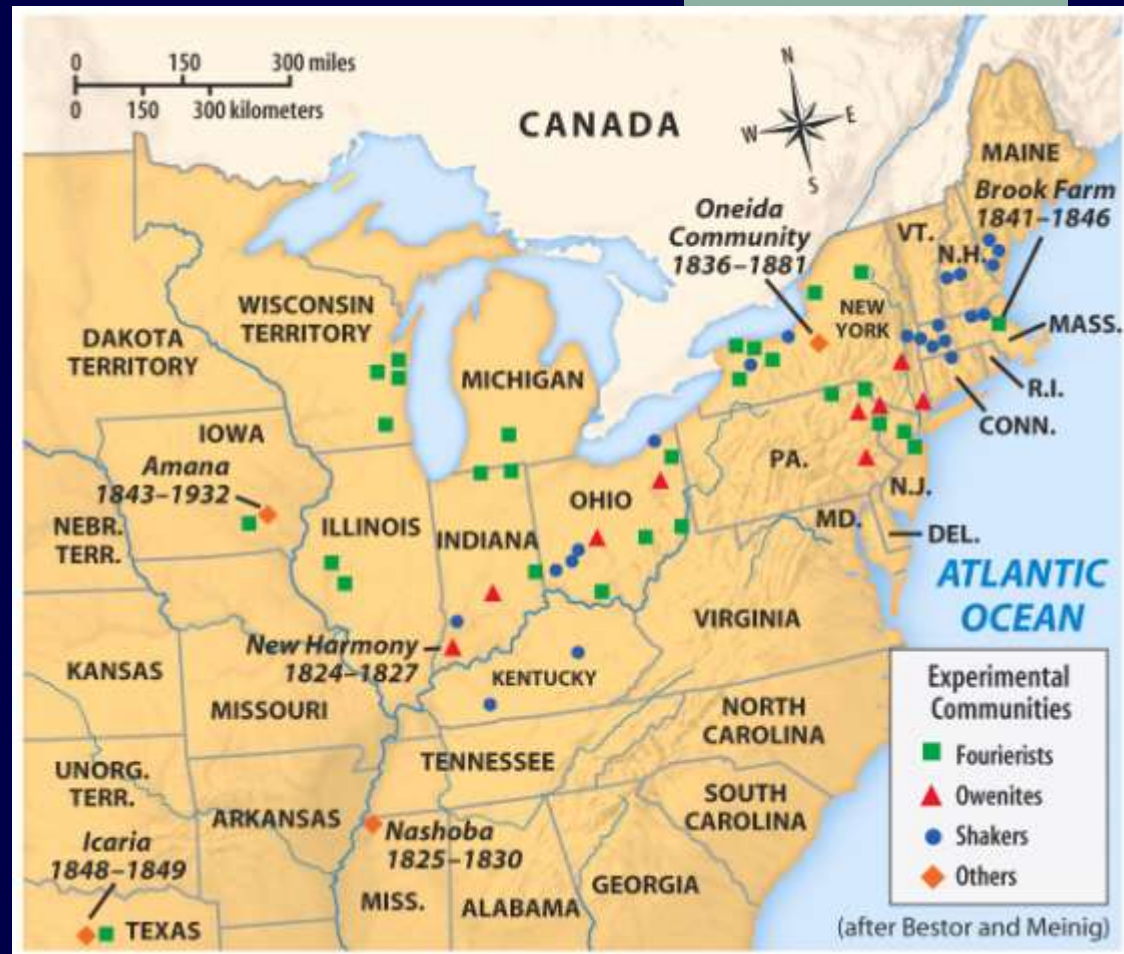 0 150 300 miles
0 150 300 kilometers
N
W E
S
CANADA
MAINE
Brook Farm
1841–1846
Oneida
Community
1836–1881
VT.
N.H.
WISCONSIN
TERRITORY
NEW
YORK
DAKOTA
TERRITORY
MICHIGAN
MASS.
R.I.
CONN.
IOWA
Amana
1843–1932
PA.
N.J.
OHIO
NEBR.
TERR.
ILLINOIS
INDIANA
MD.
DEL.
ATLANTIC
OCEAN
VIRGINIA
New Harmony
1824–1827
KENTUCKY
KANSAS
MISSOURI
NORTH
CAROLINA
TENNESSEE
UNORG.
TERR.
ARKANSAS
SOUTH
CAROLINA
Icaria
1848–1849
Nashoba
1825–1830
MISS.
ALABAMA
GEORGIA
TEXAS
Experimental
Communities
Fourierists
Owenites
Shakers
Others
(after Bestor and Meinig)